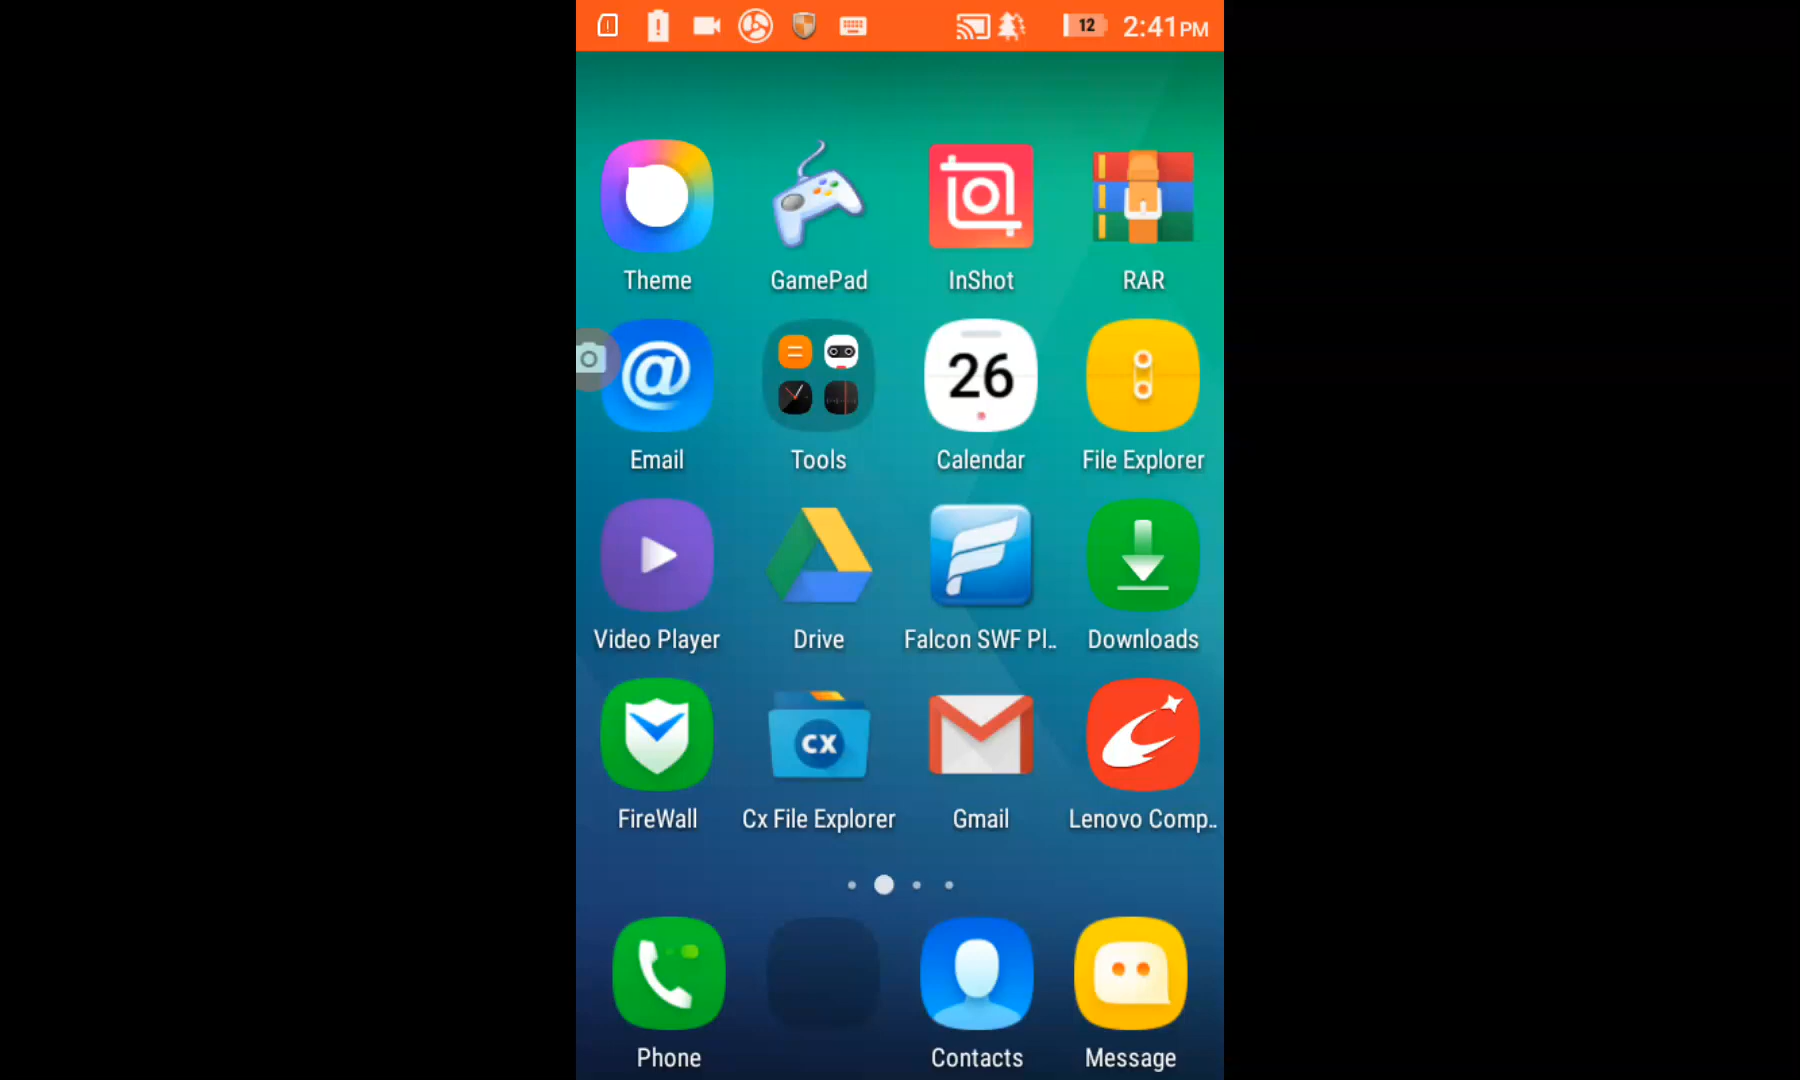 12 2:41PM
Theme GamePad InShot RAR
26
Email Tools Calendar File Explorer
Video Player Drive Falcon SWF Pl.. Downloads
CX
FireWall Cx File Explorer Gmail Lenovo Comp..
Phone Contacts Message